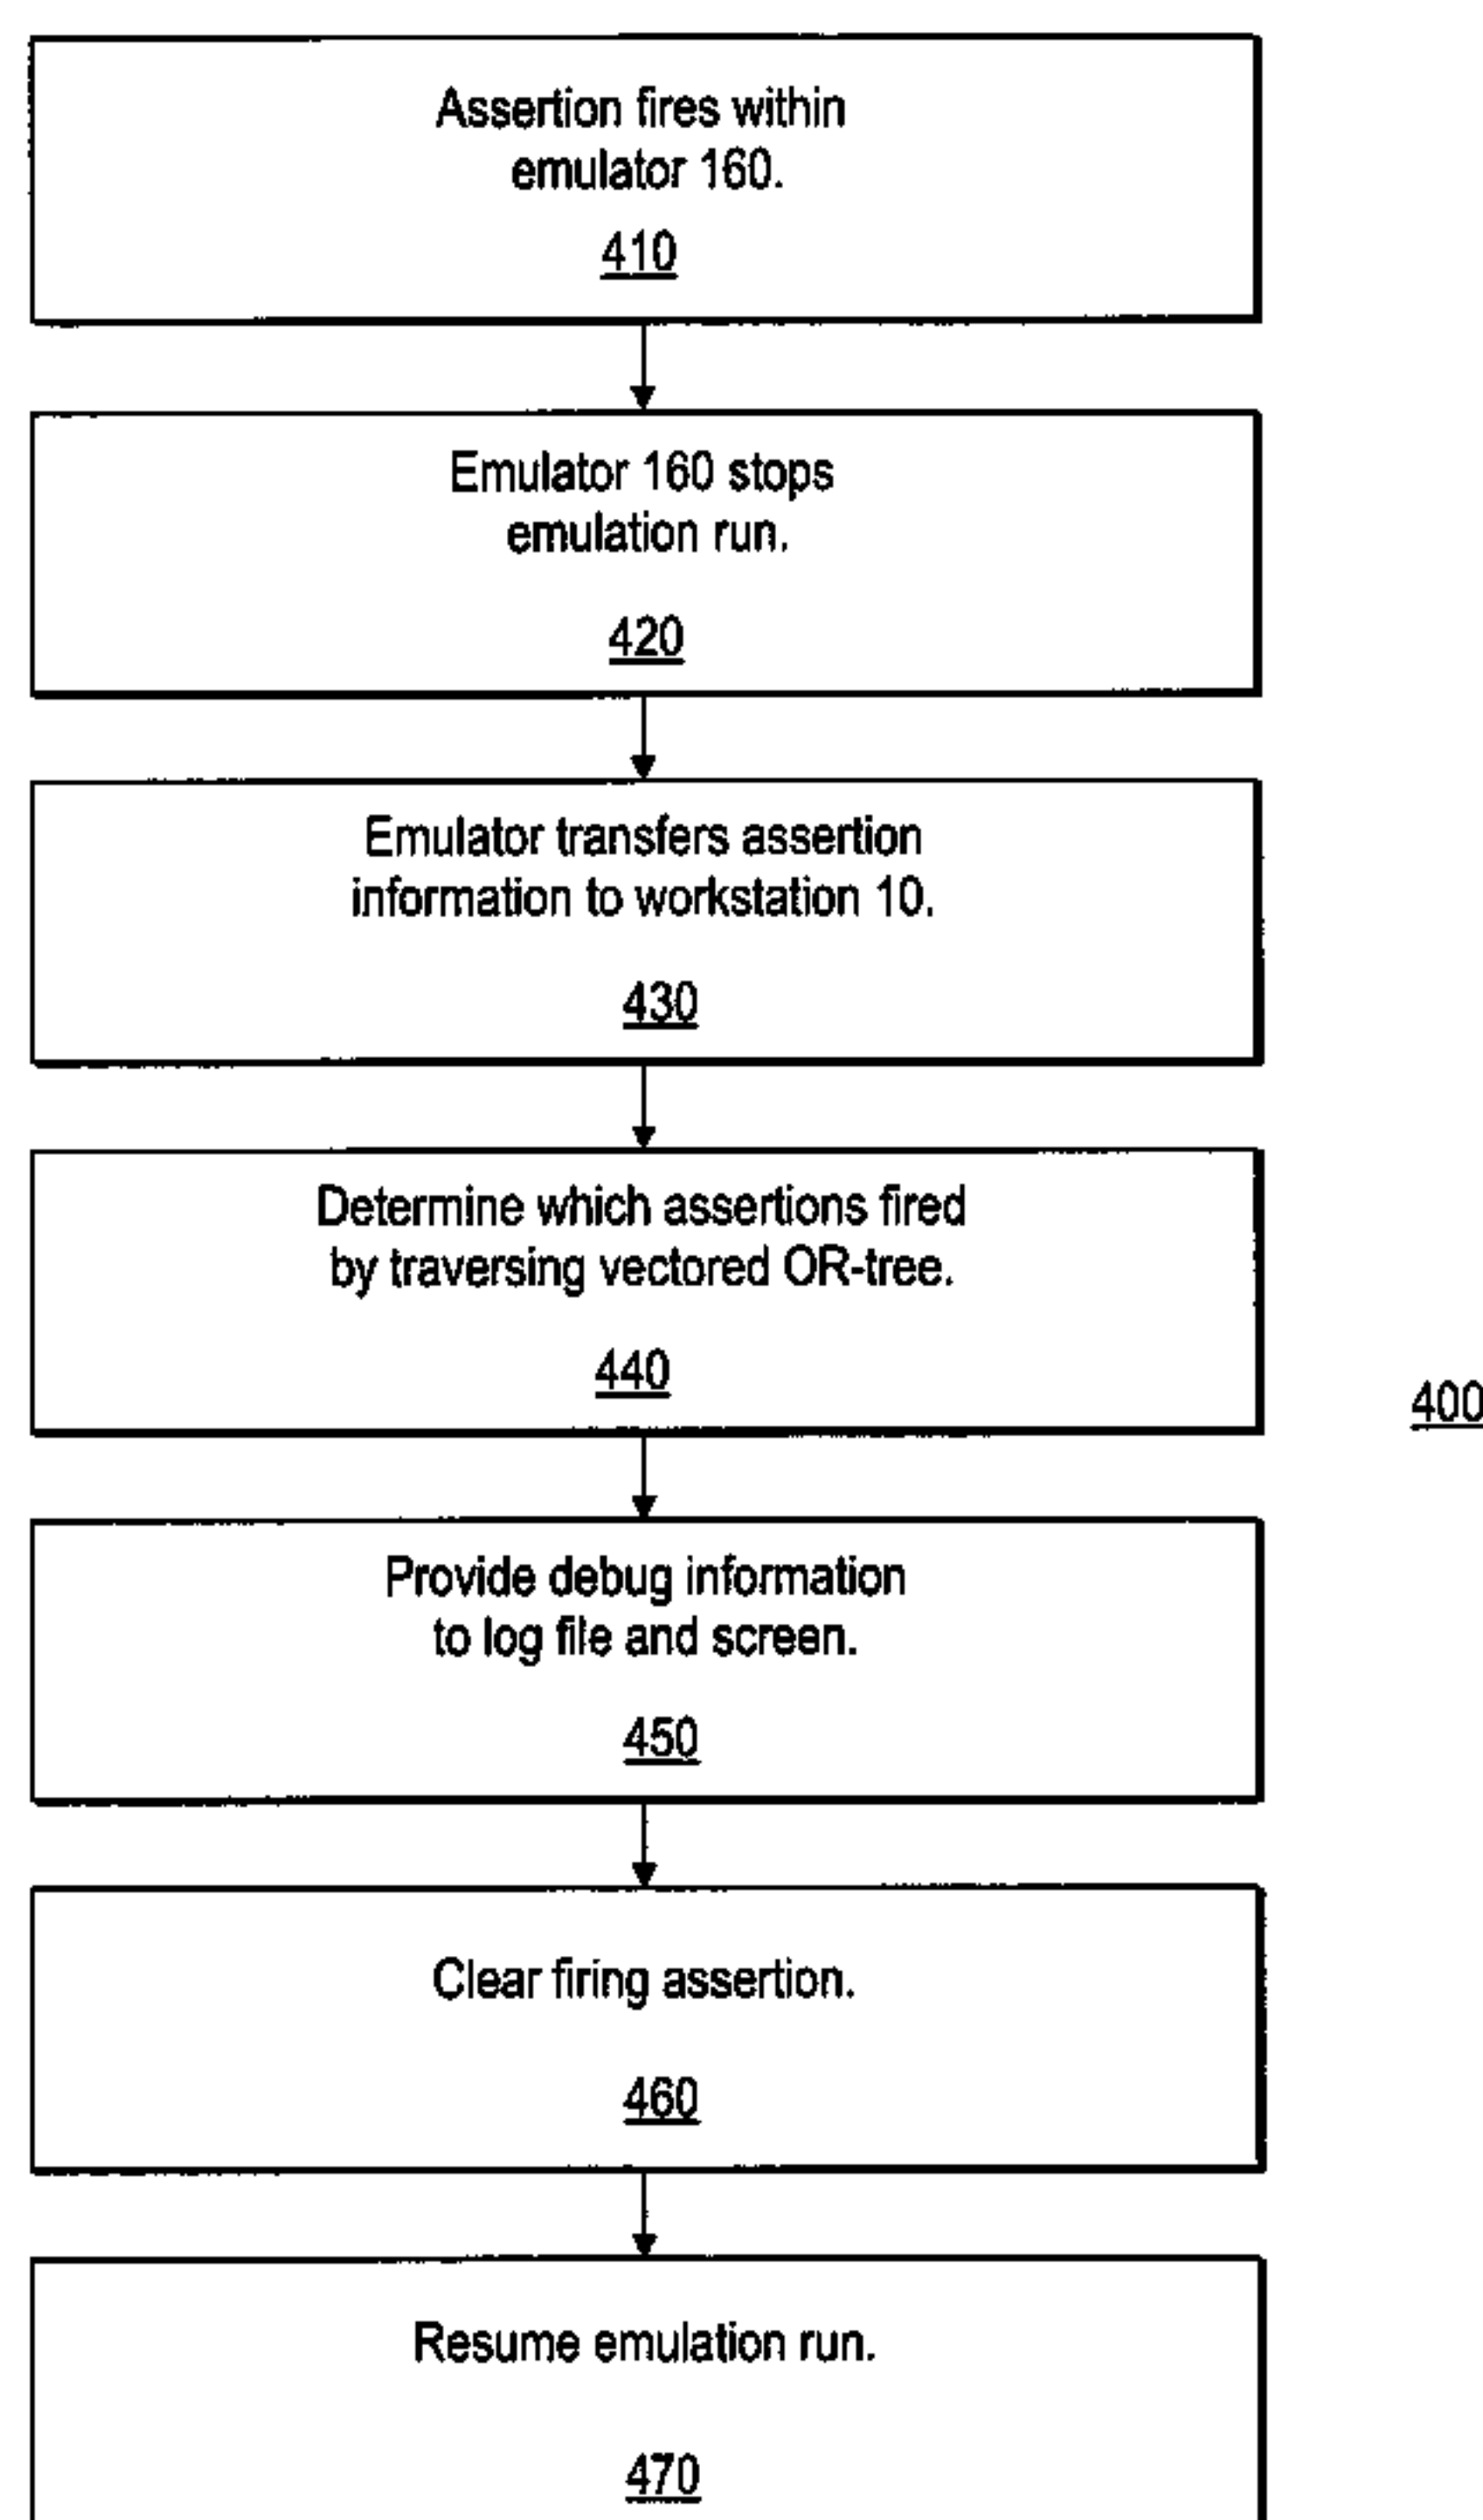 Assertion fires within
emulator 160.
410
Emulator 160 stops
emulation run.
420
Emulator transfers assertion
information to workstation 10.
430
Determine which assertions fired
by traversing vectored OR-tree.
440
400
Provide debug information
to log file and screen.
450
Clear firing assertion.
460
Resume emulation run.
470